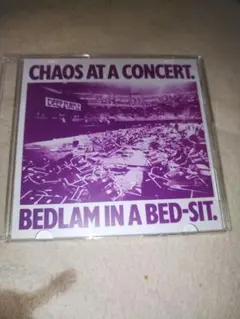 CHAOS AT A CONCERT.
BEDLAM IN A BED-SIT.